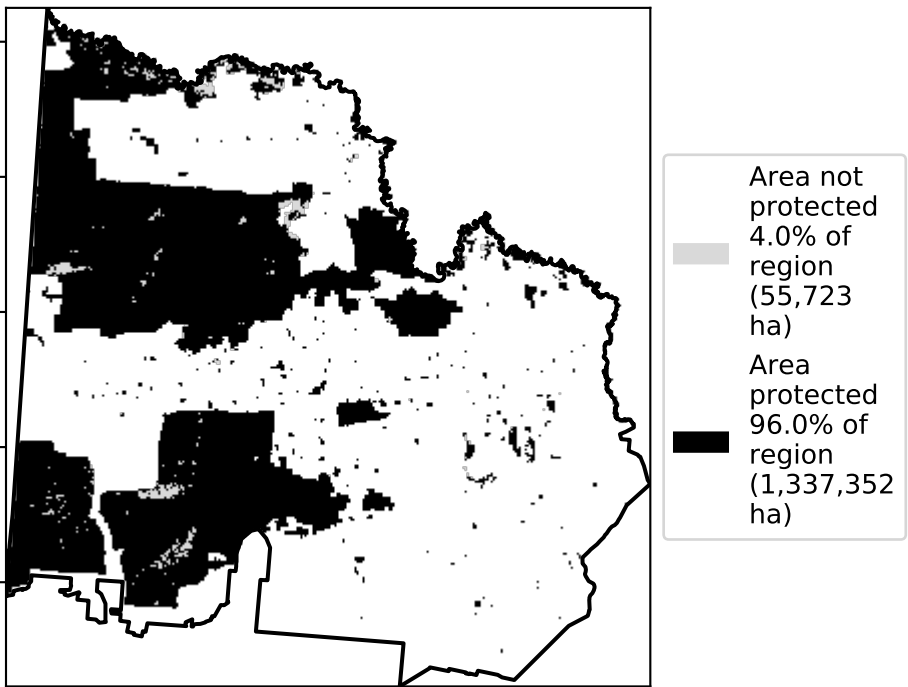 Area not
protected
4.0% of
region
(55,723
ha)
Area
protected
96.0% of
region
(1,337,352
ha)